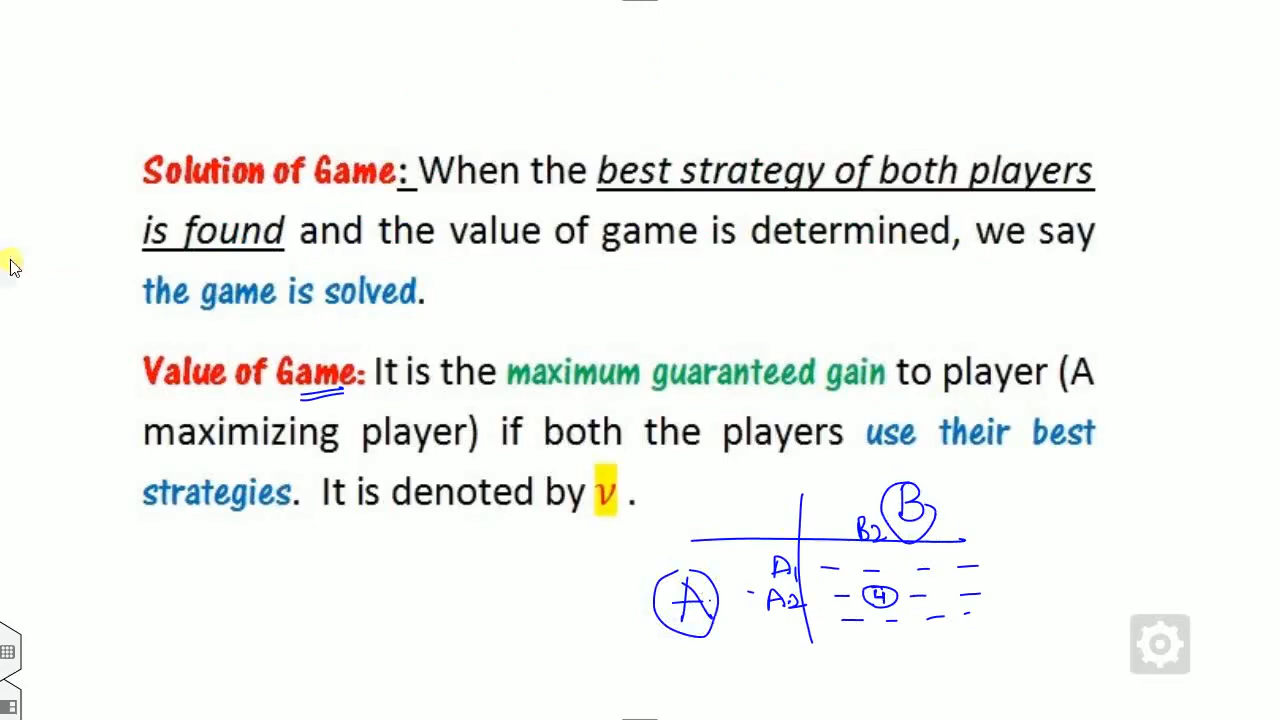 Solution of Game: When the best strategy of both players
is found and the value of game is determined, we say
the game is solved.
Value of Game: It is the maximum guaranteed gain to player (A
maximizing player) if both the players use their best
strategies. It is denoted by ν .
B
B2
A1
A A2 4